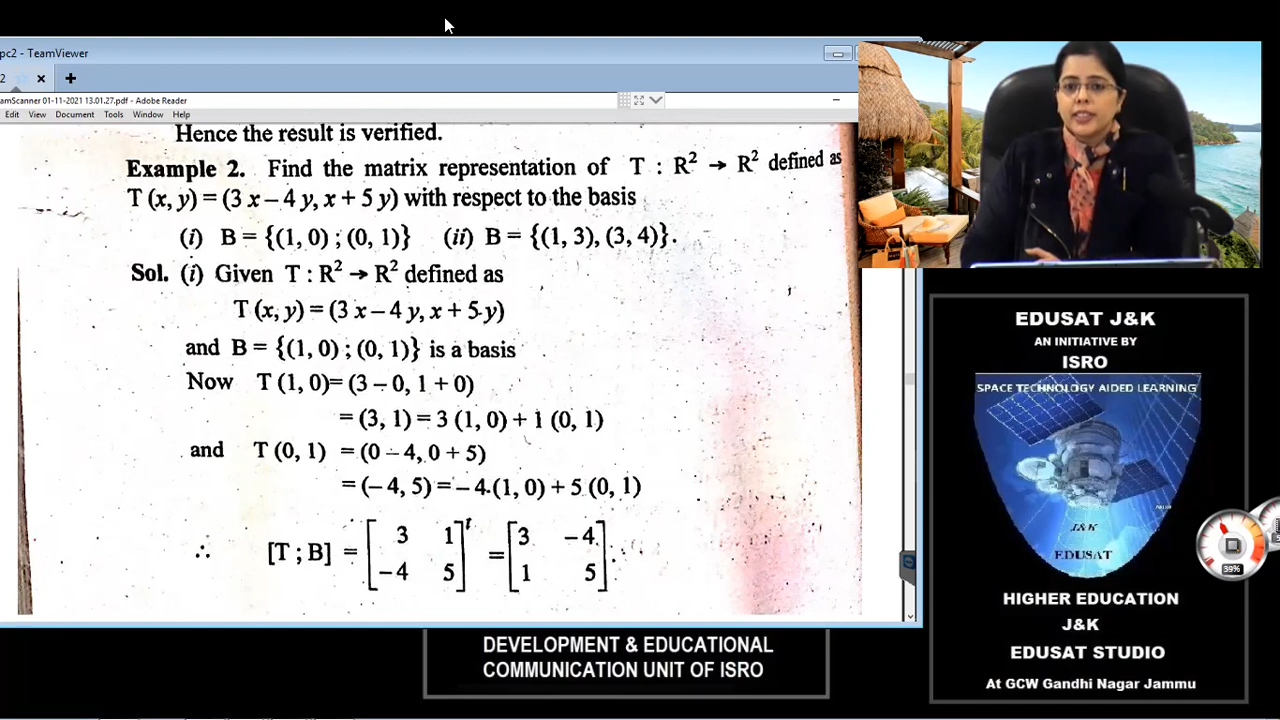 pc2 - TeamViewer
2
amScanner 01-11-2021 13.01.27.pdf - Adobe Reader
Edit View Document Tools Window Help
Hence the result is verified.
Example 2. Find the matrix representation of T : R² → R² defined as
T (x, y) = (3 x – 4 y, x + 5 y) with respect to the basis
(i) B = {(1, 0) ; (0, 1)} (ii) B = {(1, 3), (3, 4)}.
Sol. (i) Given T : R² → R² defined as
T (x, y) = (3 x – 4 y, x + 5 y)
and B = {(1, 0) ; (0, 1)} is a basis
Now T (1, 0)= (3 – 0, 1 + 0)
= (3, 1) = 3 (1, 0) + 1 (0, 1)
and T (0, 1) = (0 – 4, 0 + 5)
= (– 4, 5) = – 4 (1, 0) + 5 (0, 1)
∴ [T ; B] = [ 3 1 ]ᵗ = [ 3 – 4 ] .
– 4 5 1 5
EDUSAT J&K
AN INITIATIVE BY
ISRO
SPACE TECHNOLOGY AIDED LEARNING
J&K
EDUSAT
39%
HIGHER EDUCATION
J&K
EDUSAT STUDIO
At GCW Gandhi Nagar Jammu
DEVELOPMENT & EDUCATIONAL
COMMUNICATION UNIT OF ISRO